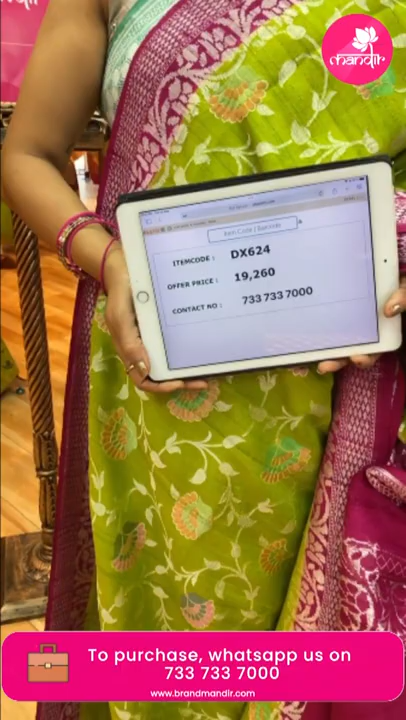 mandir
Item Code | Barcode
ITEMCODE : DX624
OFFER PRICE : 19,260
CONTACT NO : 733 733 7000
To purchase, whatsapp us on
733 733 7000
www.brandmandir.com